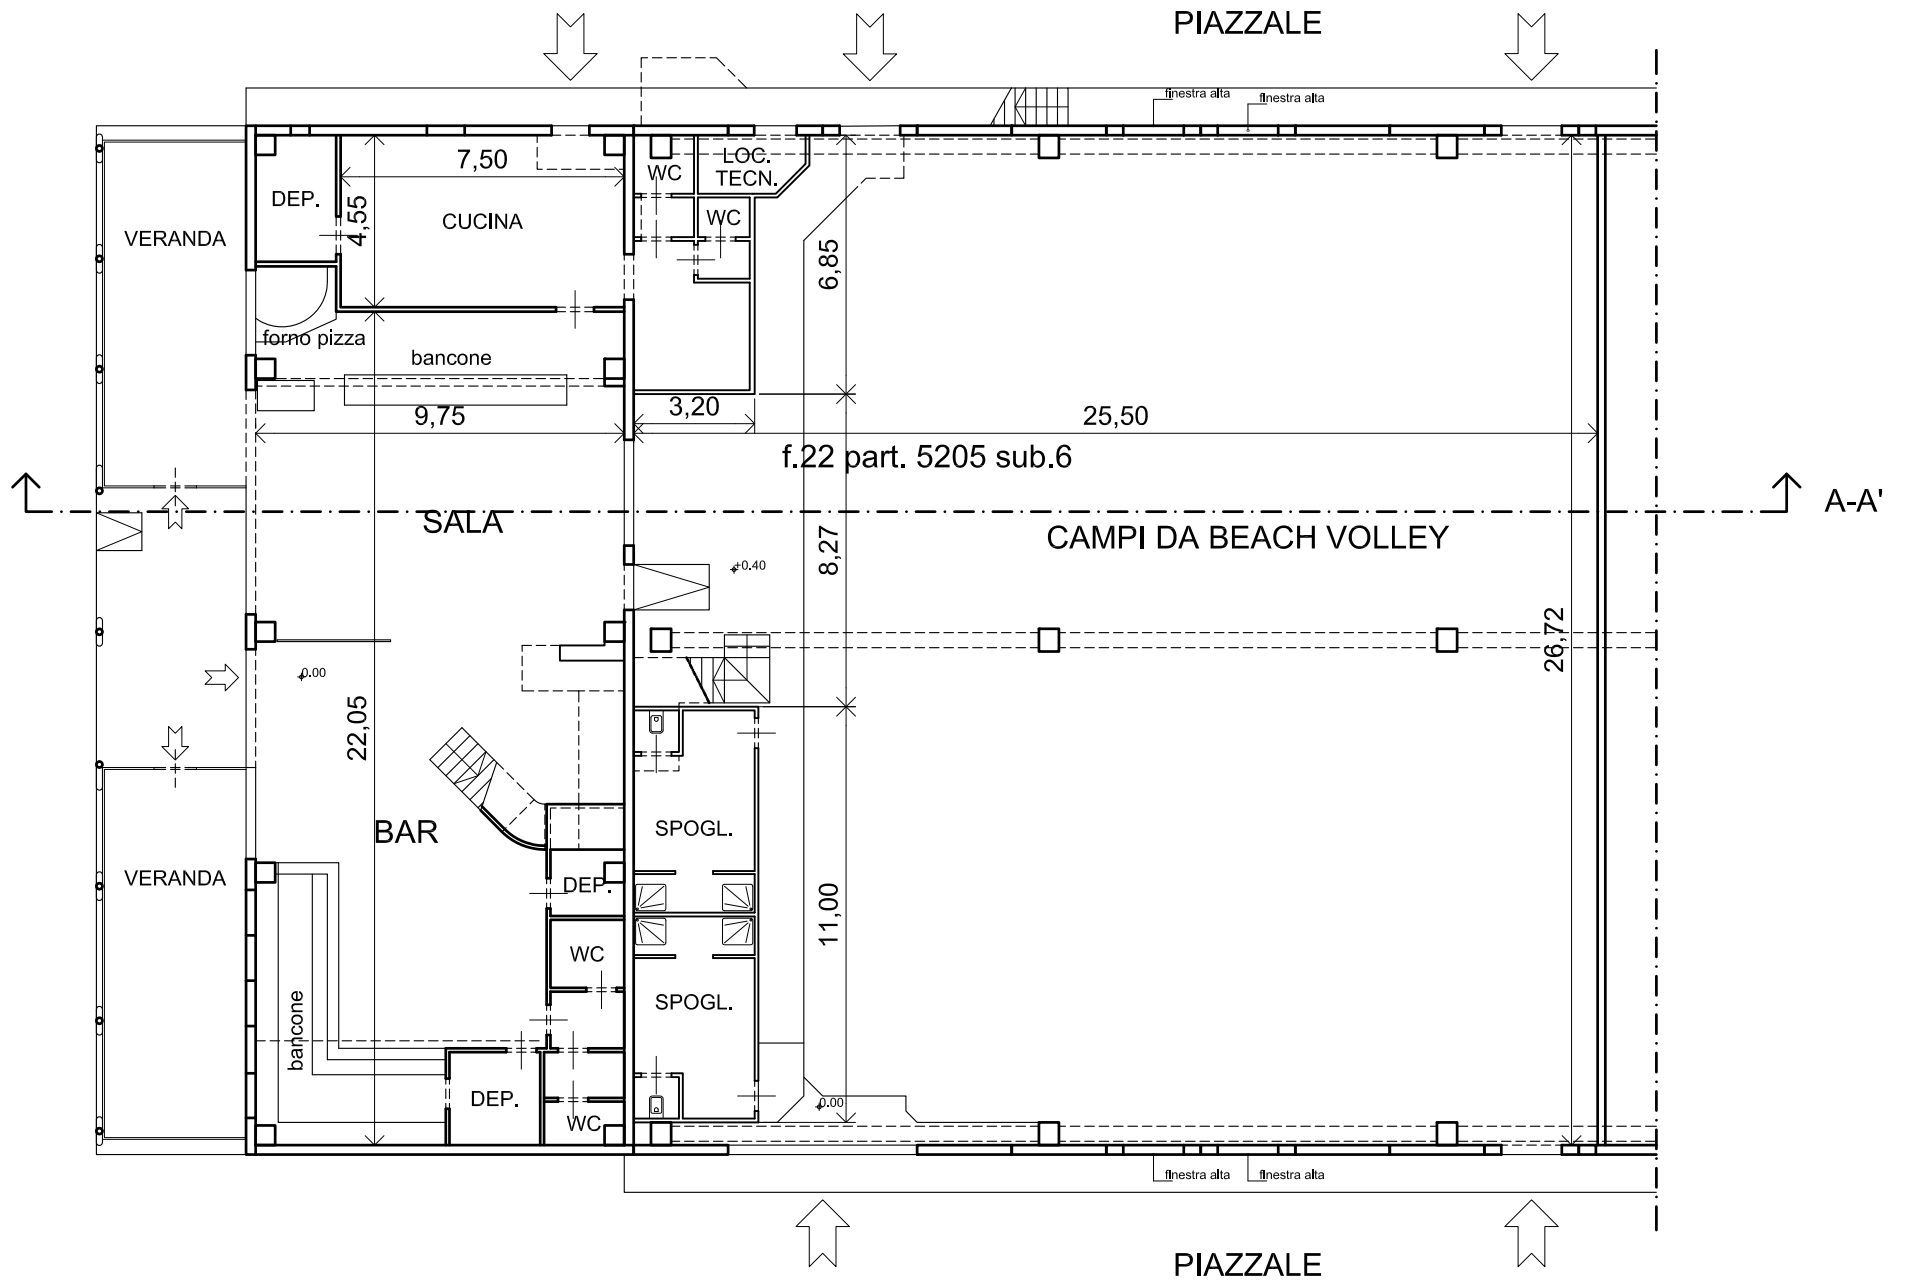 PIAZZALE
finestra alta
finestra alta
7,50
WC
LOC.
TECN.
DEP.
4,55
CUCINA
WC
VERANDA
6,85
forno pizza
bancone
9,75
3,20
25,50
f.22 part. 5205 sub.6
A-A'
SALA
CAMPI DA BEACH VOLLEY
8,27
+0.40
26,72
0.00
22,05
BAR
SPOGL.
VERANDA
DEP.
11,00
WC
SPOGL.
bancone
DEP.
WC
0.00
finestra alta
finestra alta
PIAZZALE